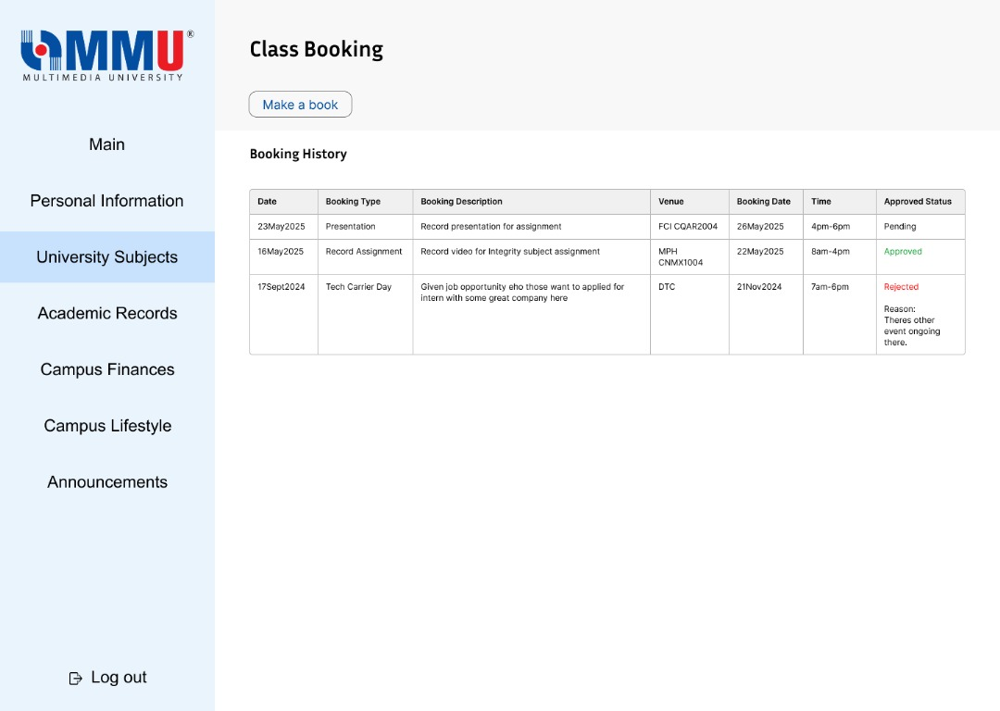 MMU®
MULTIMEDIA UNIVERSITY
Main
Personal Information
University Subjects
Academic Records
Campus Finances
Campus Lifestyle
Announcements
Log out
Class Booking
Make a book
Booking History
Date Booking Type Booking Description Venue Booking Date Time Approved Status
23May2025 Presentation Record presentation for assignment FCI CQAR2004 26May2025 4pm-6pm Pending
16May2025 Record Assignment Record video for Integrity subject assignment MPH 22May2025 8am-4pm Approved
CNMX1004
17Sept2024 Tech Carrier Day Given job opportunity eho those want to applied for DTC 21Nov2024 7am-6pm Rejected
intern with some great company here
Reason:
Theres other
event ongoing
there.